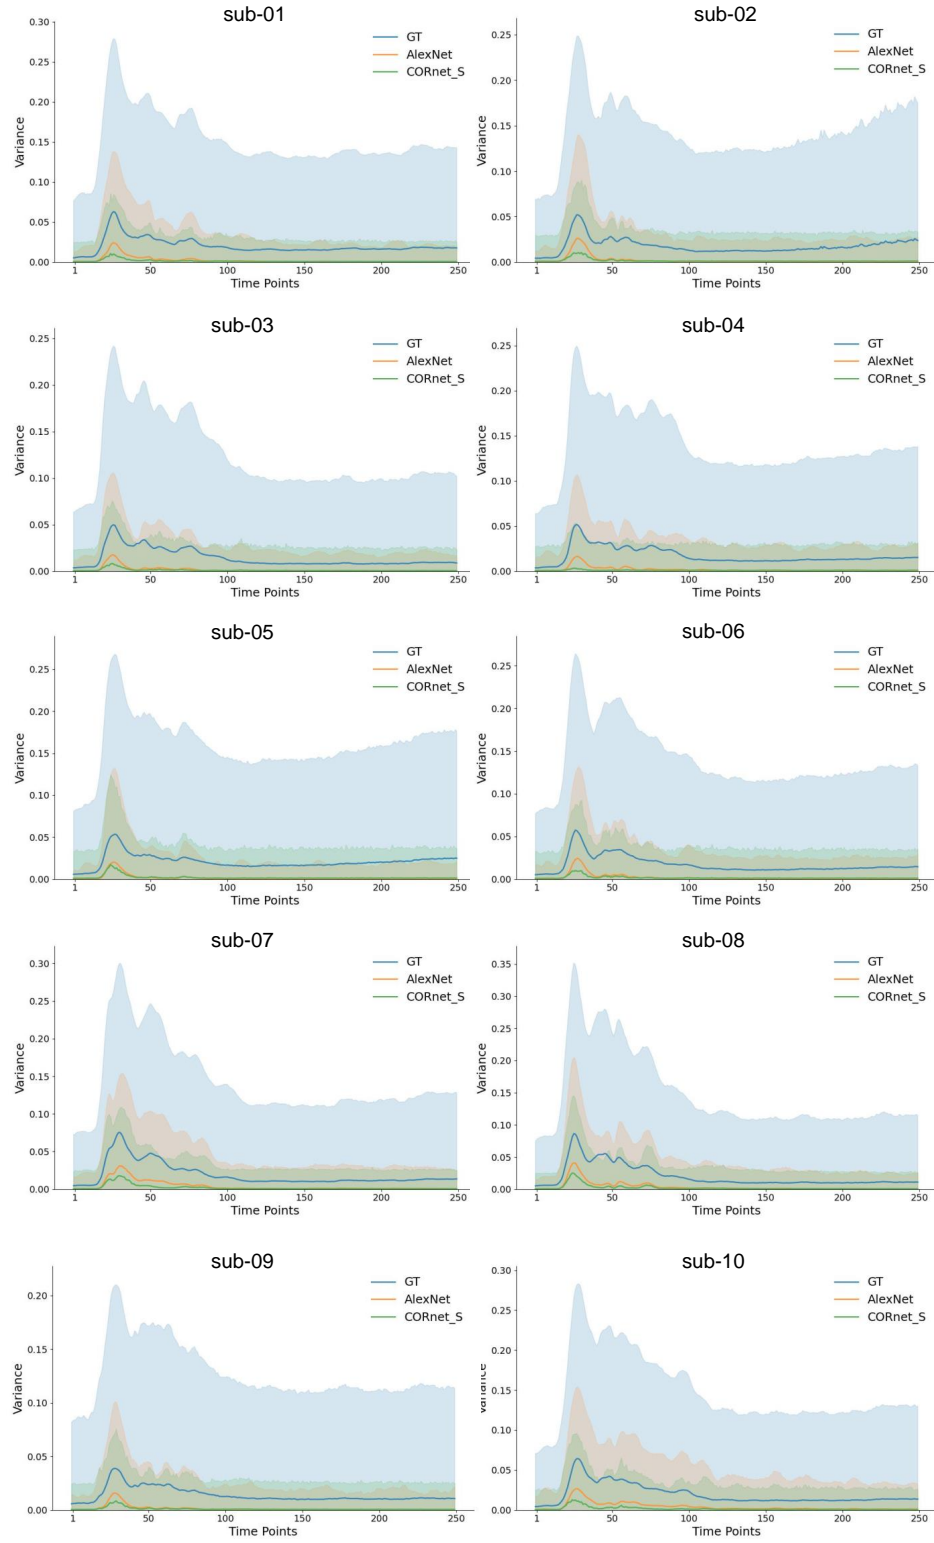 sub-01
0.30
0.25
0.20
0.15
0.10
0.05
0.00
Variance
GT
AlexNet
CORnet_S
1 50 100 150 200 250
Time Points
sub-02
0.25
0.20
0.15
0.10
0.05
0.00
Variance
GT
AlexNet
CORnet_S
1 50 100 150 200 250
Time Points
sub-03
0.25
0.20
0.15
0.10
0.05
0.00
Variance
GT
AlexNet
CORnet_S
1 50 100 150 200 250
Time Points
sub-04
0.25
0.20
0.15
0.10
0.05
0.00
Variance
GT
AlexNet
CORnet_S
1 50 100 150 200 250
Time Points
sub-05
0.25
0.20
0.15
0.10
0.05
0.00
Variance
GT
AlexNet
CORnet_S
1 50 100 150 200 250
Time Points
sub-06
0.25
0.20
0.15
0.10
0.05
0.00
Variance
GT
AlexNet
CORnet_S
1 50 100 150 200 250
Time Points
sub-07
0.30
0.25
0.20
0.15
0.10
0.05
0.00
Variance
GT
AlexNet
CORnet_S
1 50 100 150 200 250
Time Points
sub-08
0.35
0.30
0.25
0.20
0.15
0.10
0.05
0.00
Variance
GT
AlexNet
CORnet_S
1 50 100 150 200 250
Time Points
sub-09
0.20
0.15
0.10
0.05
0.00
Variance
GT
AlexNet
CORnet_S
1 50 100 150 200 250
Time Points
sub-10
0.30
0.25
0.20
0.15
0.10
0.05
0.00
Variance
GT
AlexNet
CORnet_S
1 50 100 150 200 250
Time Points